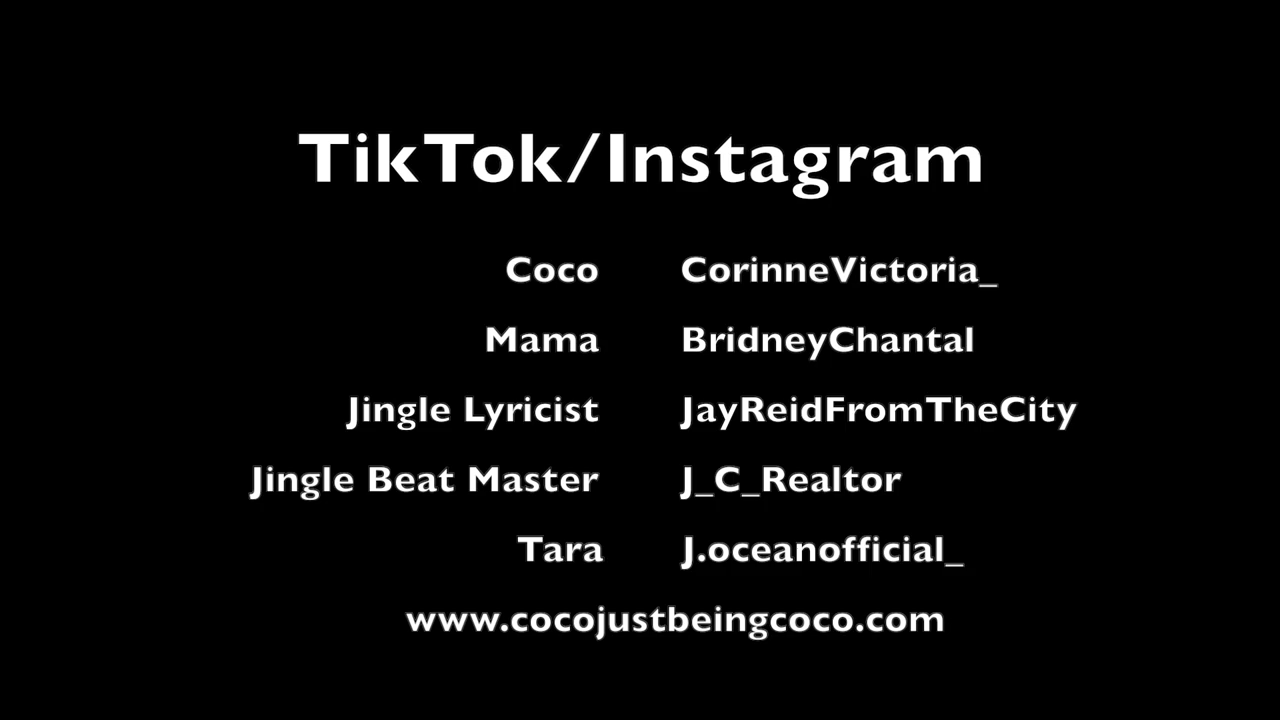 TikTok/Instagram
Coco CorinneVictoria_
Mama BridneyChantal
Jingle Lyricist JayReidFromTheCity
Jingle Beat Master J_C_Realtor
Tara J.oceanofficial_
www.cocojustbeingcoco.com